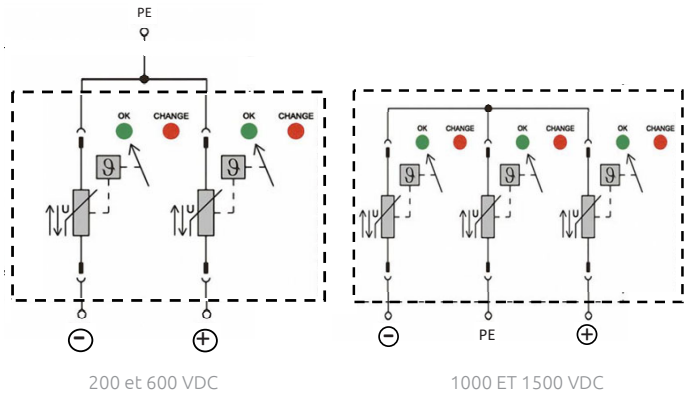 PE
OK CHANGE OK CHANGE
OK CHANGE OK CHANGE OK CHANGE
ϑ ϑ
ϑ ϑ ϑ
U U
U U U
− +
− PE +
200 et 600 VDC
1000 ET 1500 VDC